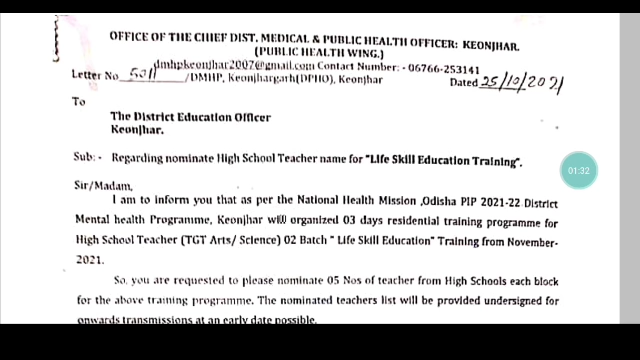 OFFICE OF THE CHIEF DIST. MEDICAL & PUBLIC HEALTH OFFICER: KEONJHAR.
(PUBLIC HEALTH WING.)
dmhpkeonjhar2007@gmail.com Contact Number: - 06766-253141
Letter No 5011 /DMHP, Keonjhargarh(DPHO), Keonjhar Dated 25/10/2021
To
The District Education Officer
Keonjhar.
Sub: - Regarding nominate High School Teacher name for "Life Skill Education Training".
01:32
Sir/Madam,
I am to inform you that as per the National Health Mission ,Odisha PIP 2021-22 District
Mental health Programme, Keonjhar will organized 03 days residential training programme for
High School Teacher (TGT Arts/ Science) 02 Batch " Life Skill Education" Training from November-
2021.
So, you are requested to please nominate 05 Nos of teacher from High Schools each block
for the above training programme. The nominated teachers list will be provided undersigned for
onwards transmissions at an early date possible.